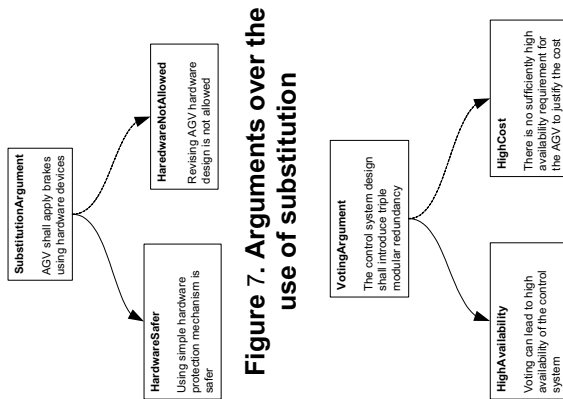 SubstitutionArgument
AGV shall apply brakes
using hardware devices
HardwareSafer
Using simple hardware
protection mechanism is
safer
HaredwareNotAllowed
Revising AGV hardware
design is not allowed
Figure 7. Arguments over the
use of substitution
VotingArgument
The control system design
shall introduce triple
modular redundancy
HighAvailability
Voting can lead to high
availability of the control
system
HighCost
There is no sufficiently high
availability requirement for
the AGV to justify the cost